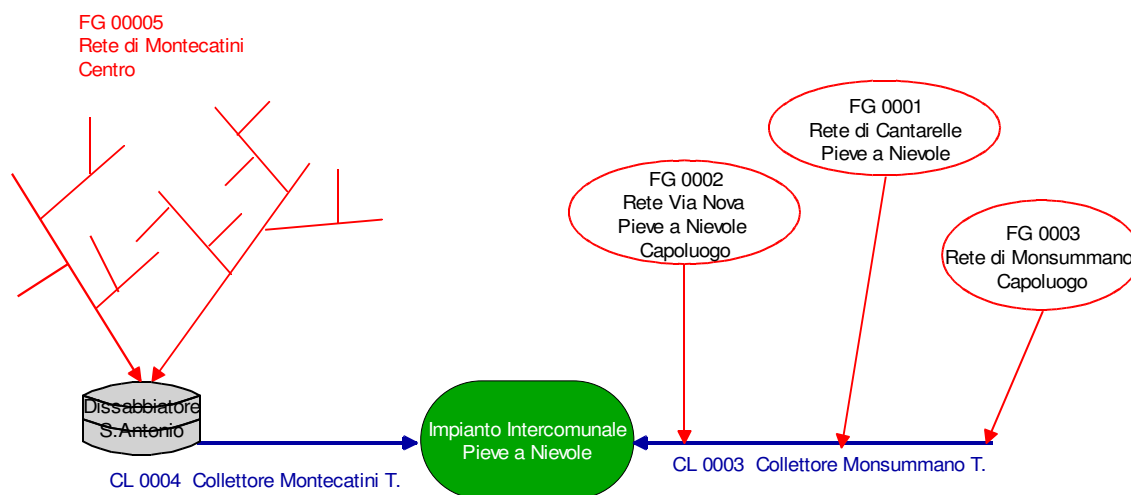 FG 00005
Rete di Montecatini
Centro
FG 0001
Rete di Cantarelle
Pieve a Nievole
FG 0002
Rete Via Nova
Pieve a Nievole
Capoluogo
FG 0003
Rete di Monsummano
Capoluogo
Dissabbiatore
S.Antonio
Impianto Intercomunale
Pieve a Nievole
CL 0004  Collettore Montecatini T.
CL 0003  Collettore Monsummano T.